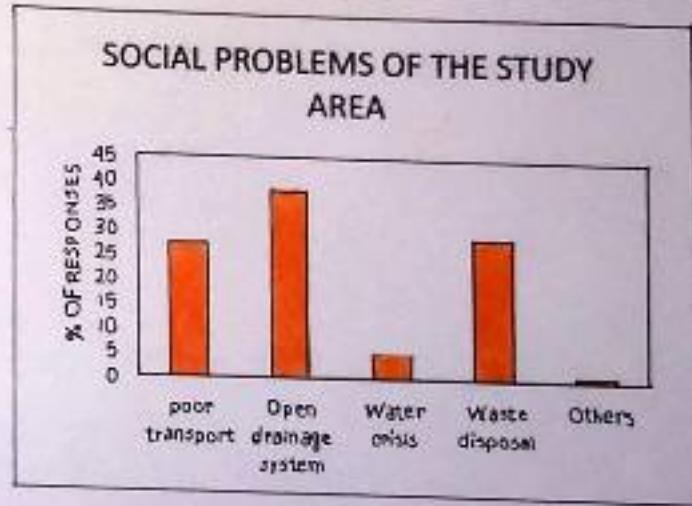 SOCIAL PROBLEMS OF THE STUDY
AREA
% OF RESPONSES
45
40
35
30
25
20
15
10
5
0
poor
transport
Open
drainage
system
Water
crisis
Waste
disposal
Others